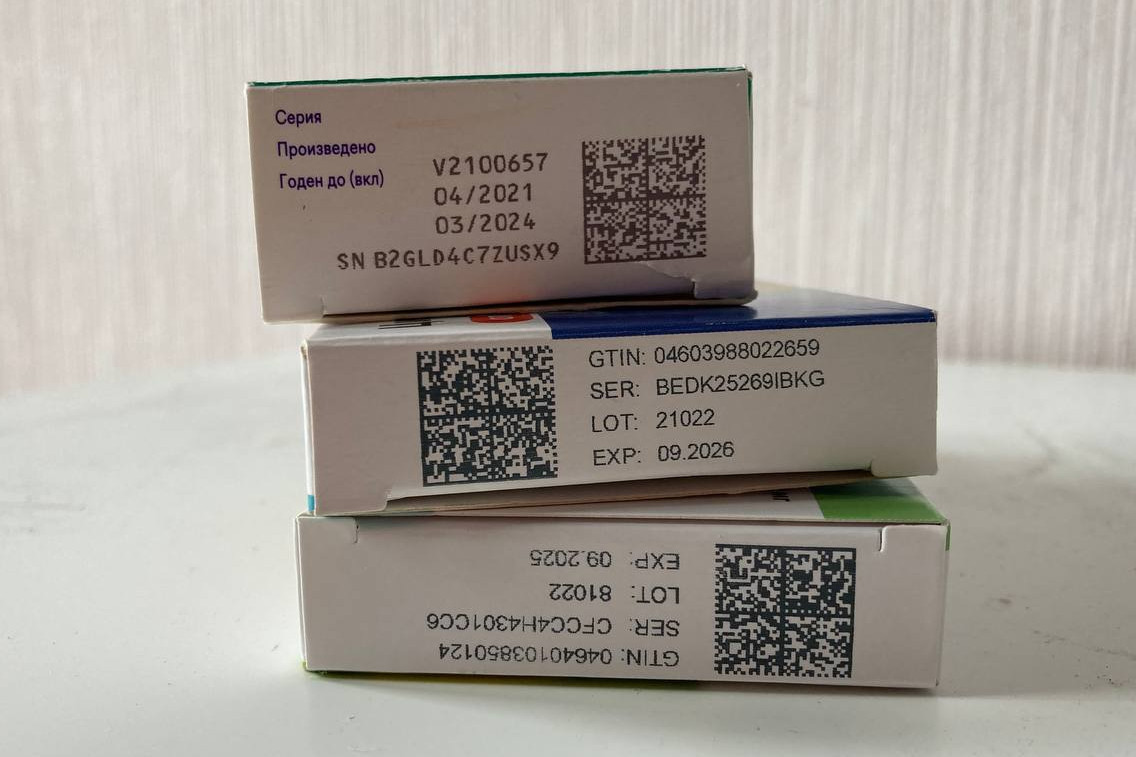 Серия
Произведено
Годен до (вкл)
V2100657
04/2021
03/2024
SN B2GLD4C7ZUSX9
GTIN: 04603988022659
SER: BEDK25269IBKG
LOT: 21022
EXP: 09.2026
GTIN: 04640103850124
SER: CFCC4H4301CC6
LOT: 81022
EXP: 09.2025